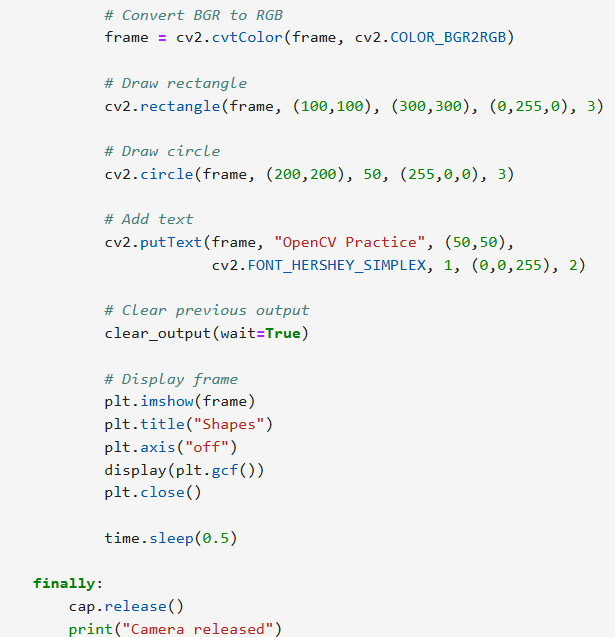 # Convert BGR to RGB
frame = cv2.cvtColor(frame, cv2.COLOR_BGR2RGB)
# Draw rectangle
cv2.rectangle(frame, (100,100), (300,300), (0,255,0), 3)
# Draw circle
cv2.circle(frame, (200,200), 50, (255,0,0), 3)
# Add text
cv2.putText(frame, "OpenCV Practice", (50,50),
cv2.FONT_HERSHEY_SIMPLEX, 1, (0,0,255), 2)
# Clear previous output
clear_output(wait=True)
# Display frame
plt.imshow(frame)
plt.title("Shapes")
plt.axis("off")
display(plt.gcf())
plt.close()
time.sleep(0.5)
finally:
cap.release()
print("Camera released")